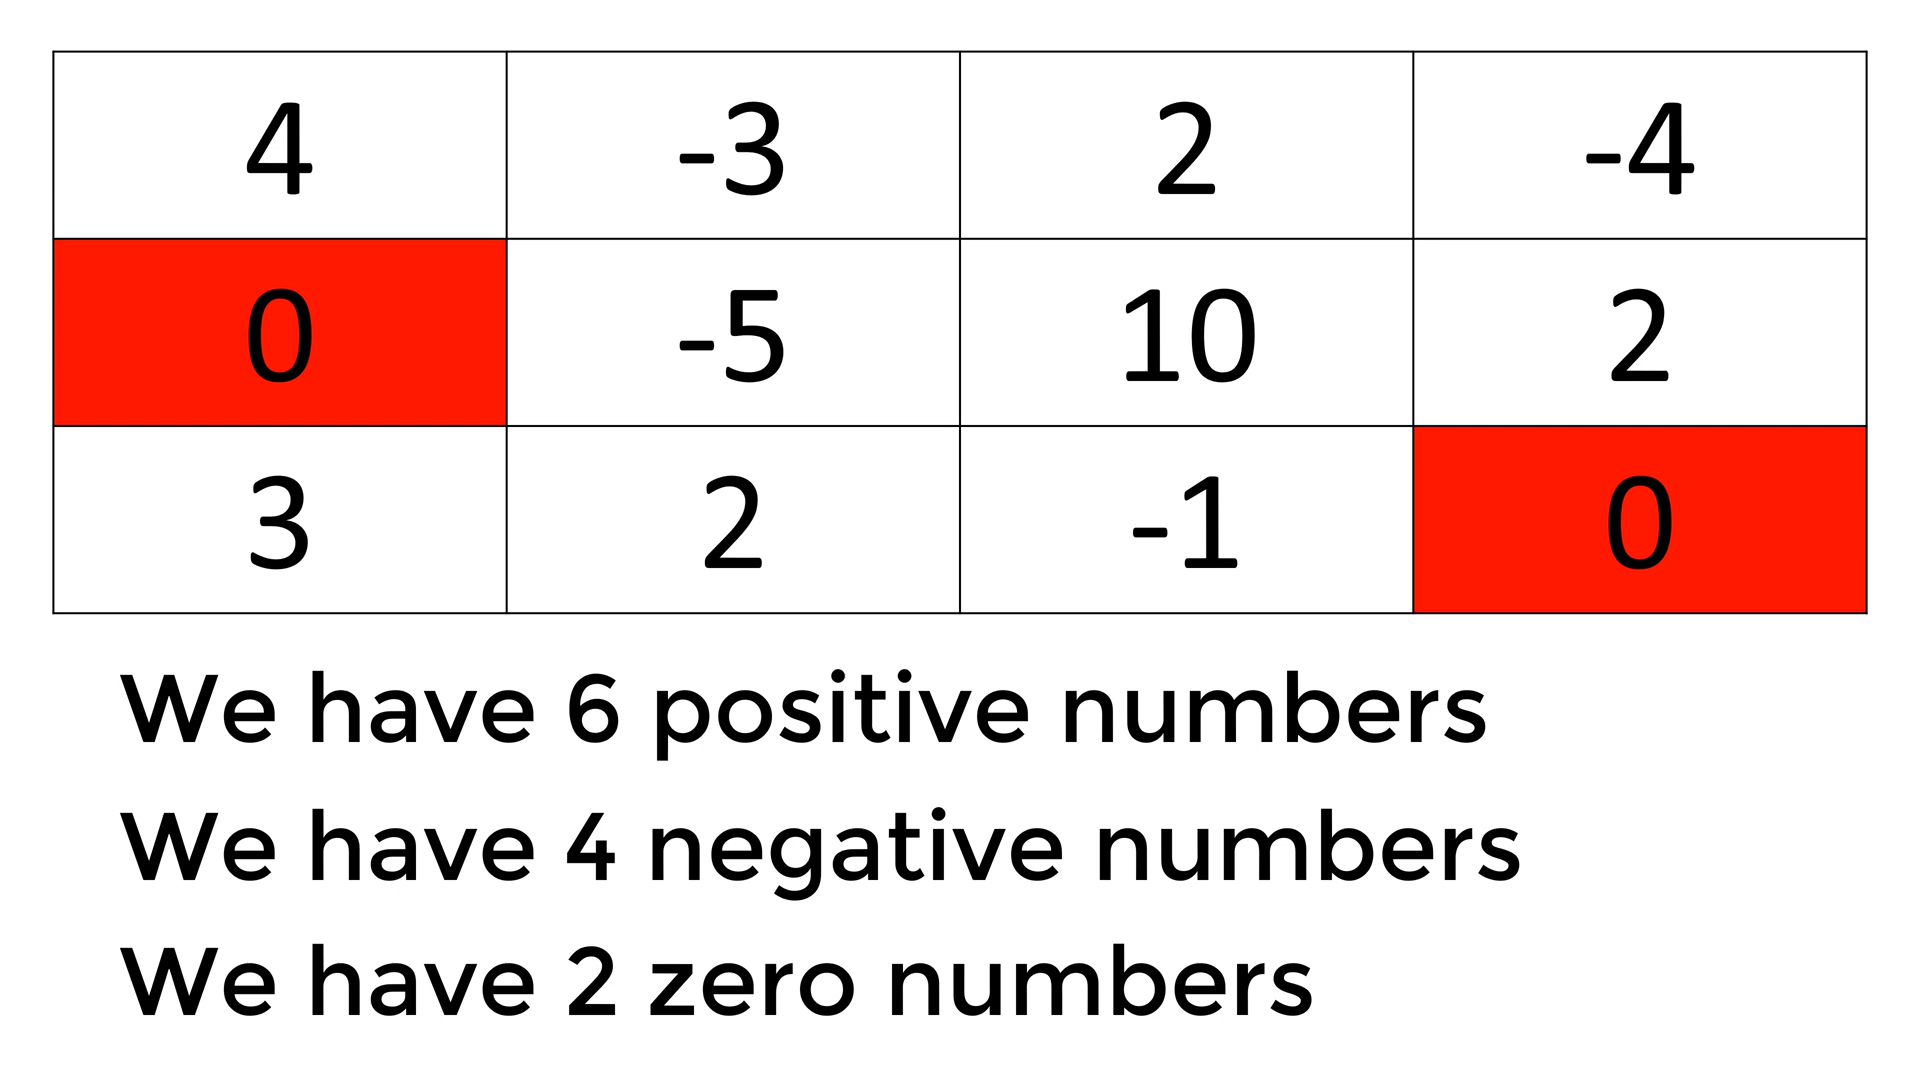 4 -3 2 -4
0 -5 10 2
3 2 -1 0
We have 6 positive numbers
We have 4 negative numbers
We have 2 zero numbers